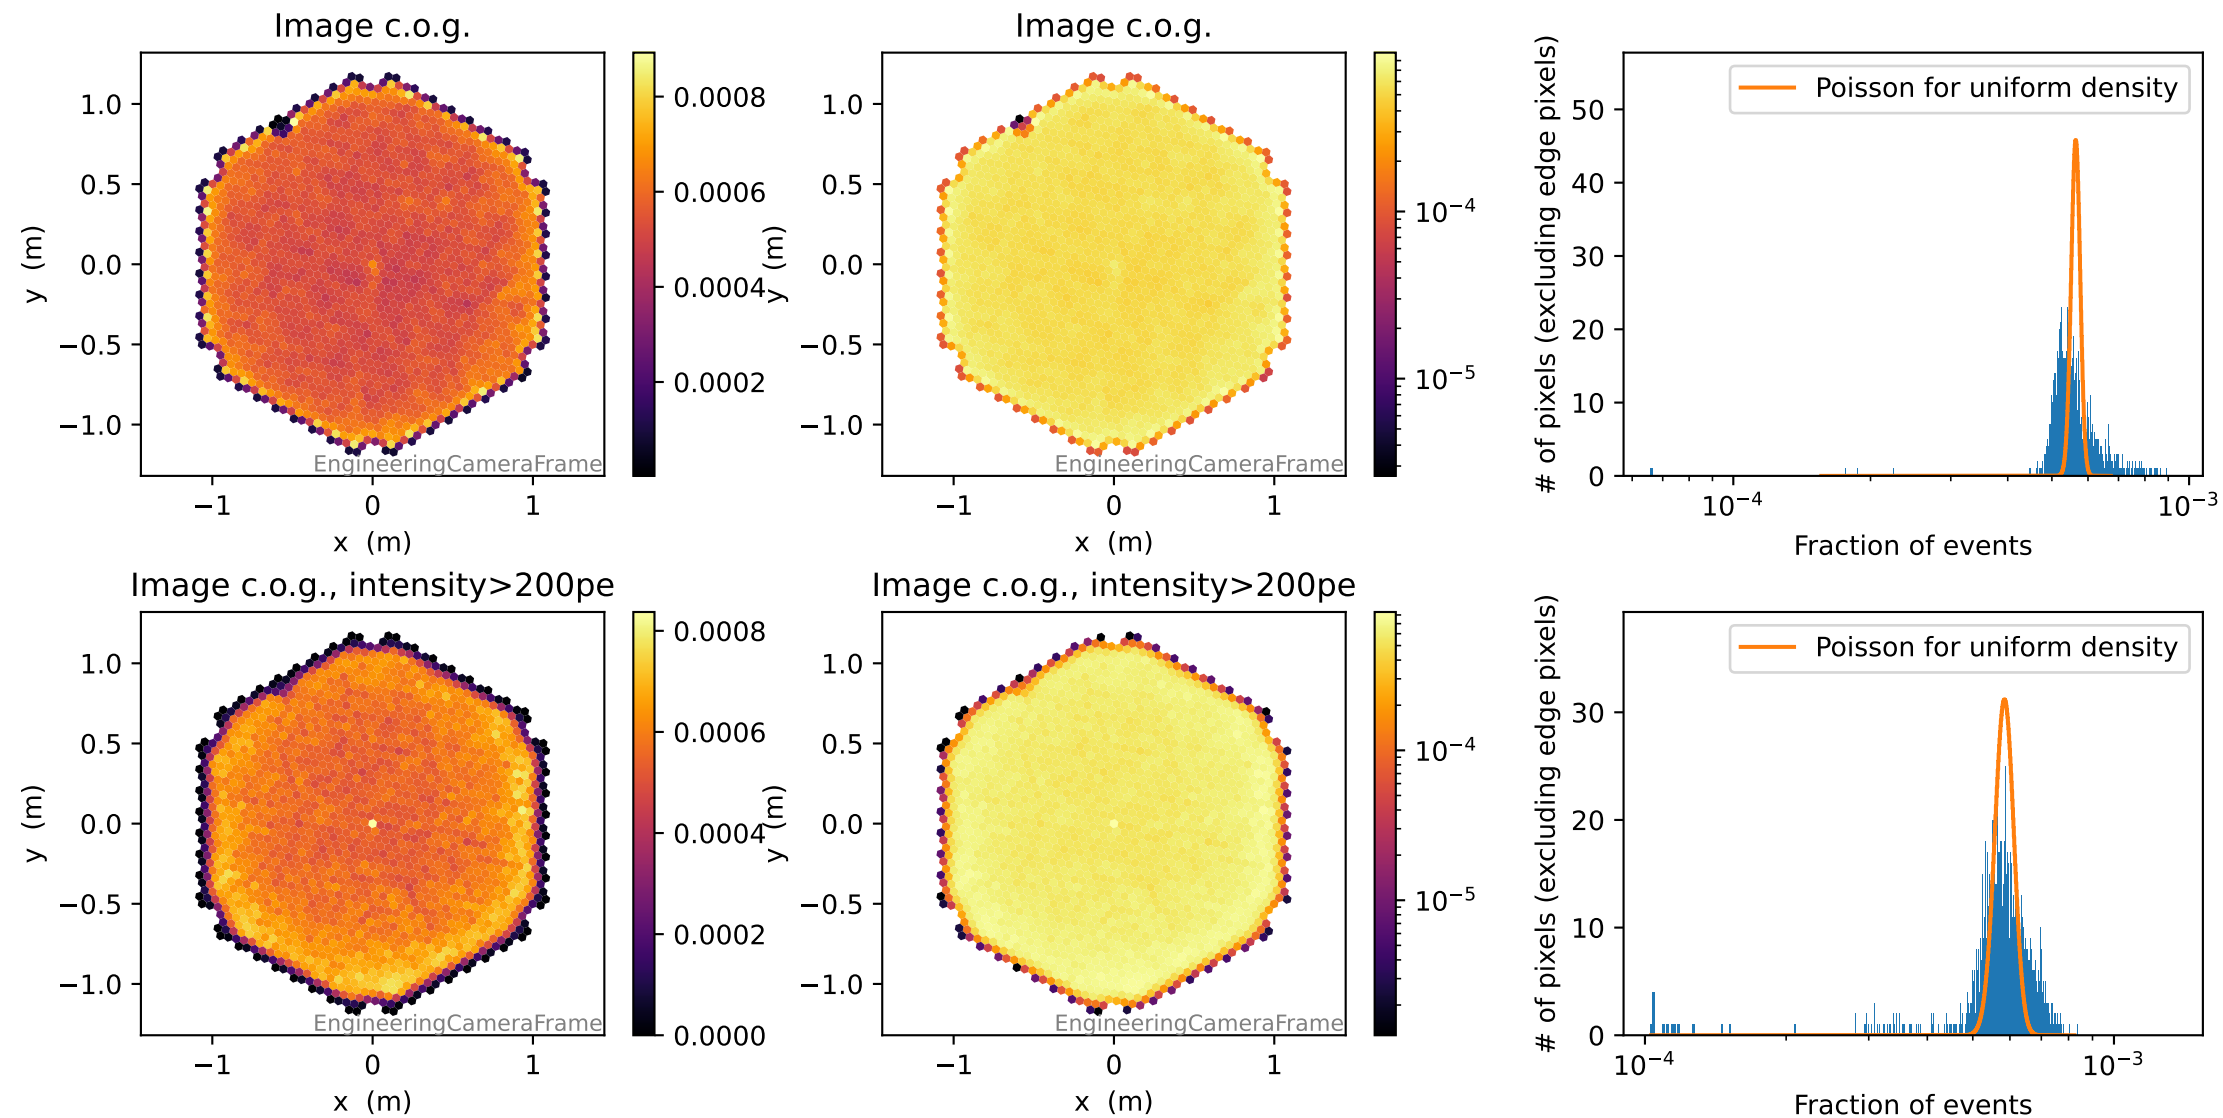 Image c.o.g.
1.0
0.5
0.0
−0.5
−1.0
y (m)
−1
0
1
x (m)
EngineeringCameraFrame
0.0008
0.0006
0.0004
0.0002
Image c.o.g.
1.0
0.5
0.0
−0.5
−1.0
y (m)
−1
0
1
x (m)
EngineeringCameraFrame
10⁻⁴
10⁻⁵
Poisson for uniform density
# of pixels (excluding edge pixels)
50
40
30
20
10
0
10⁻⁴
10⁻³
Fraction of events
Image c.o.g., intensity>200pe
1.0
0.5
0.0
−0.5
−1.0
y (m)
−1
0
1
x (m)
EngineeringCameraFrame
0.0008
0.0006
0.0004
0.0002
0.0000
Image c.o.g., intensity>200pe
1.0
0.5
0.0
−0.5
−1.0
y (m)
−1
0
1
x (m)
EngineeringCameraFrame
10⁻⁴
10⁻⁵
Poisson for uniform density
# of pixels (excluding edge pixels)
30
20
10
0
10⁻⁴
10⁻³
Fraction of events